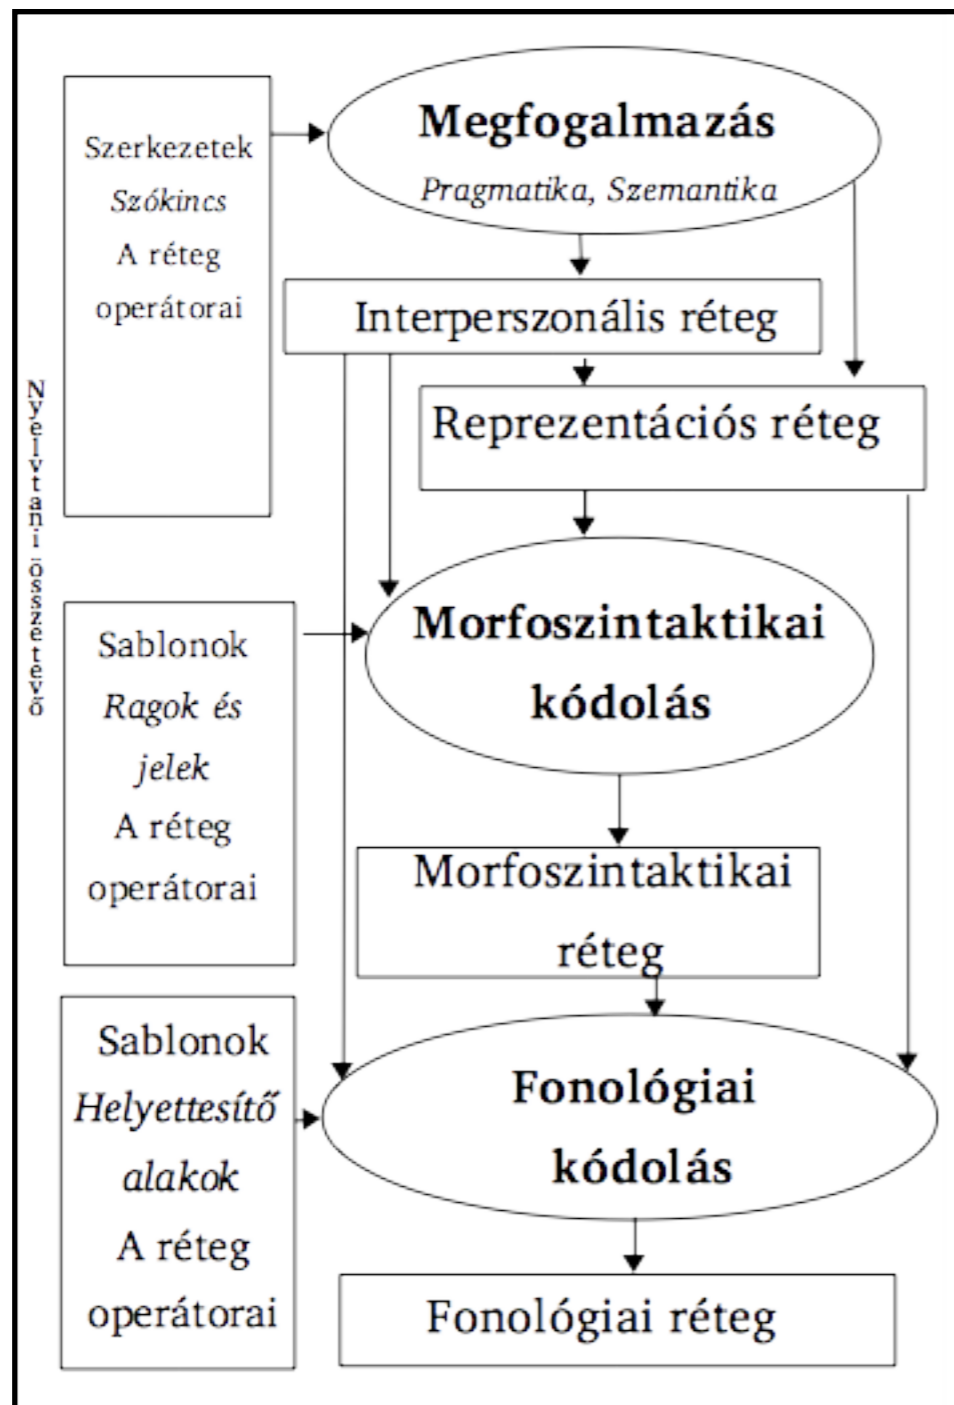 Nyelvtani összetevő
Szerkezetek
Szókincs
A réteg
operátorai
Megfogalmazás
Pragmatika, Szemantika
Interperszonális réteg
Reprezentációs réteg
Sablonok
Ragok és
jelek
A réteg
operátorai
Morfoszintaktikai
kódolás
Morfoszintaktikai
réteg
Sablonok
Helyettesítő
alakok
A réteg
operátorai
Fonológiai
kódolás
Fonológiai réteg